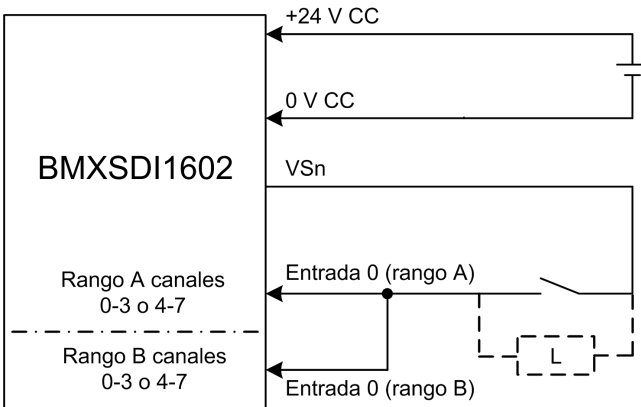 +24 V CC
0 V CC
BMXSDI1602
VSn
Entrada 0 (rango A)
Rango A canales
0-3 o 4-7
Rango B canales
0-3 o 4-7
L
Entrada 0 (rango B)